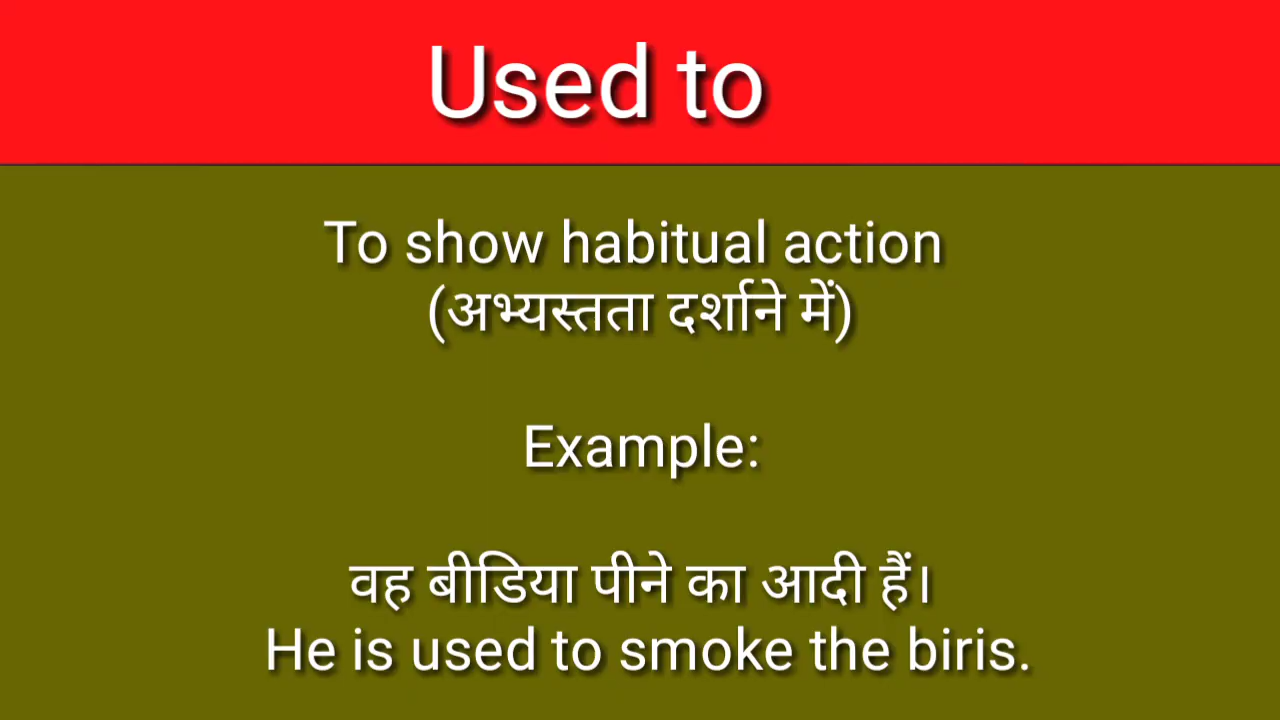 Used to
To show habitual action
(अभ्यस्तता दर्शाने में)
Example:
वह बीडिया पीने का आदी हैं।
He is used to smoke the biris.